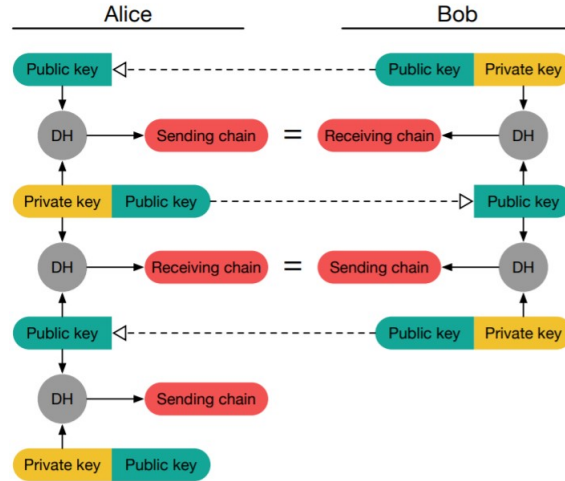 Alice Bob
Public key Public key Private key
DH Sending chain = Receiving chain DH
Private key Public key Public key
DH Receiving chain = Sending chain DH
Public key Public key Private key
DH Sending chain
Private key Public key